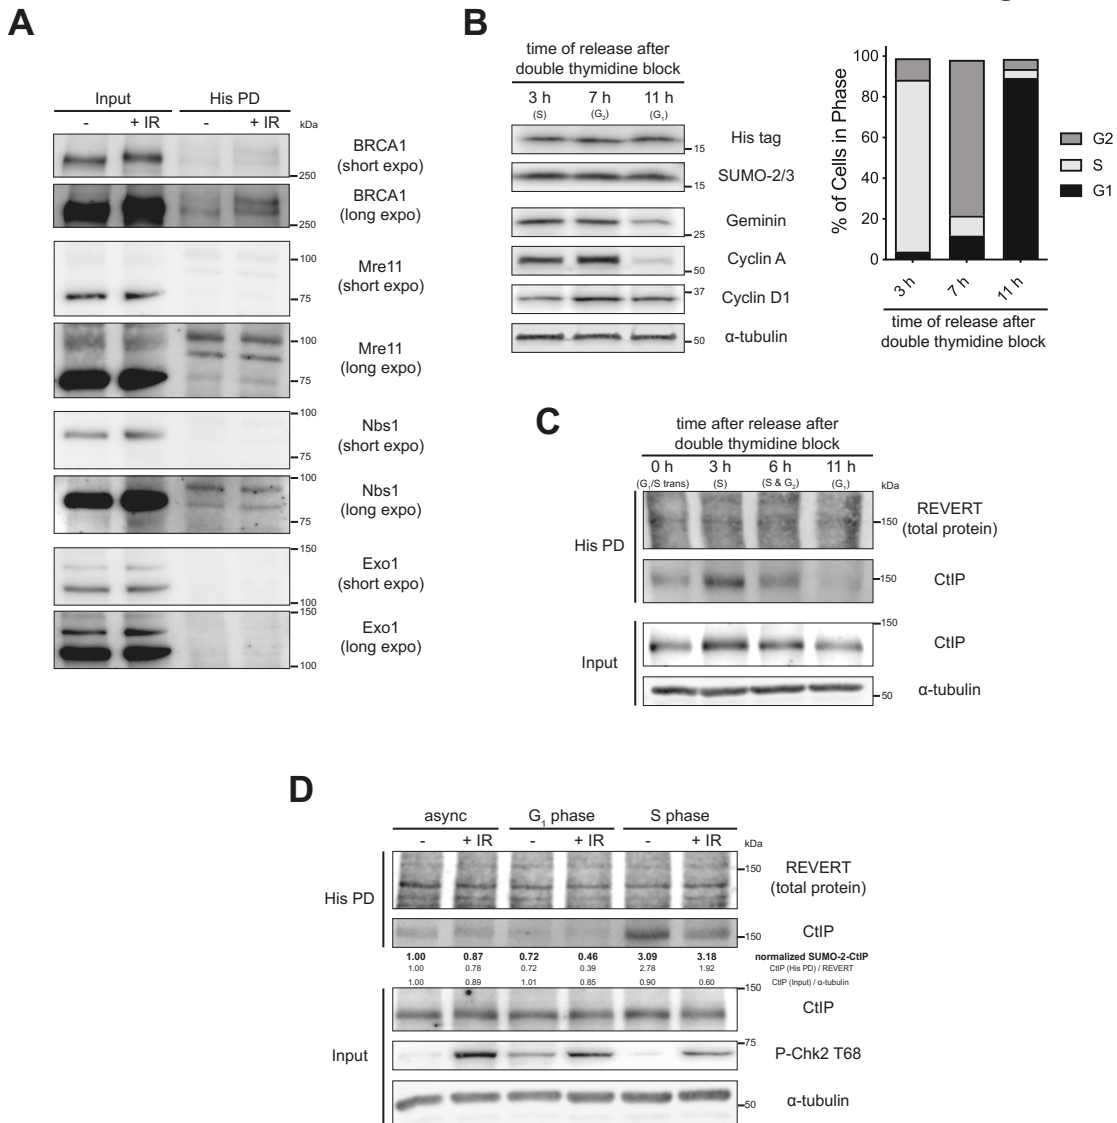 A
Input His PD
- + IR - + IR kDa
BRCA1
(short expo)
250
BRCA1
(long expo)
250
100
Mre11
(short expo)
75
100
Mre11
(long expo)
75
100
Nbs1
(short expo)
75
100
Nbs1
(long expo)
75
150
Exo1
(short expo)
100
150
Exo1
(long expo)
100
B
time of release after
double thymidine block
3 h 7 h 11 h
(S) (G₂) (G₁)
His tag
15
SUMO-2/3
15
Geminin
25
Cyclin A
50
37
Cyclin D1
50
α-tubulin
% of Cells in Phase
100
80
60
40
20
0
3 h 7 h 11 h
time of release after
double thymidine block
G2
S
G1
C
time after release after
double thymidine block
0 h 3 h 6 h 11 h
(G₁/S trans) (S) (S & G₂) (G₁) kDa
His PD
REVERT
150
(total protein)
150 CtIP
Input
150
CtIP
50 α-tubulin
D
async G₁ phase S phase
- + IR - + IR - + IR kDa
His PD
150 REVERT
(total protein)
150 CtIP
1.00 0.87 0.72 0.46 3.09 3.18 normalized SUMO-2-CtIP
1.00 0.78 0.72 0.39 2.78 1.92 CtIP (His PD) / REVERT
1.00 0.89 1.01 0.85 0.90 0.60 CtIP (Input) / α-tubulin
Input
150
CtIP
75
P-Chk2 T68
50 α-tubulin